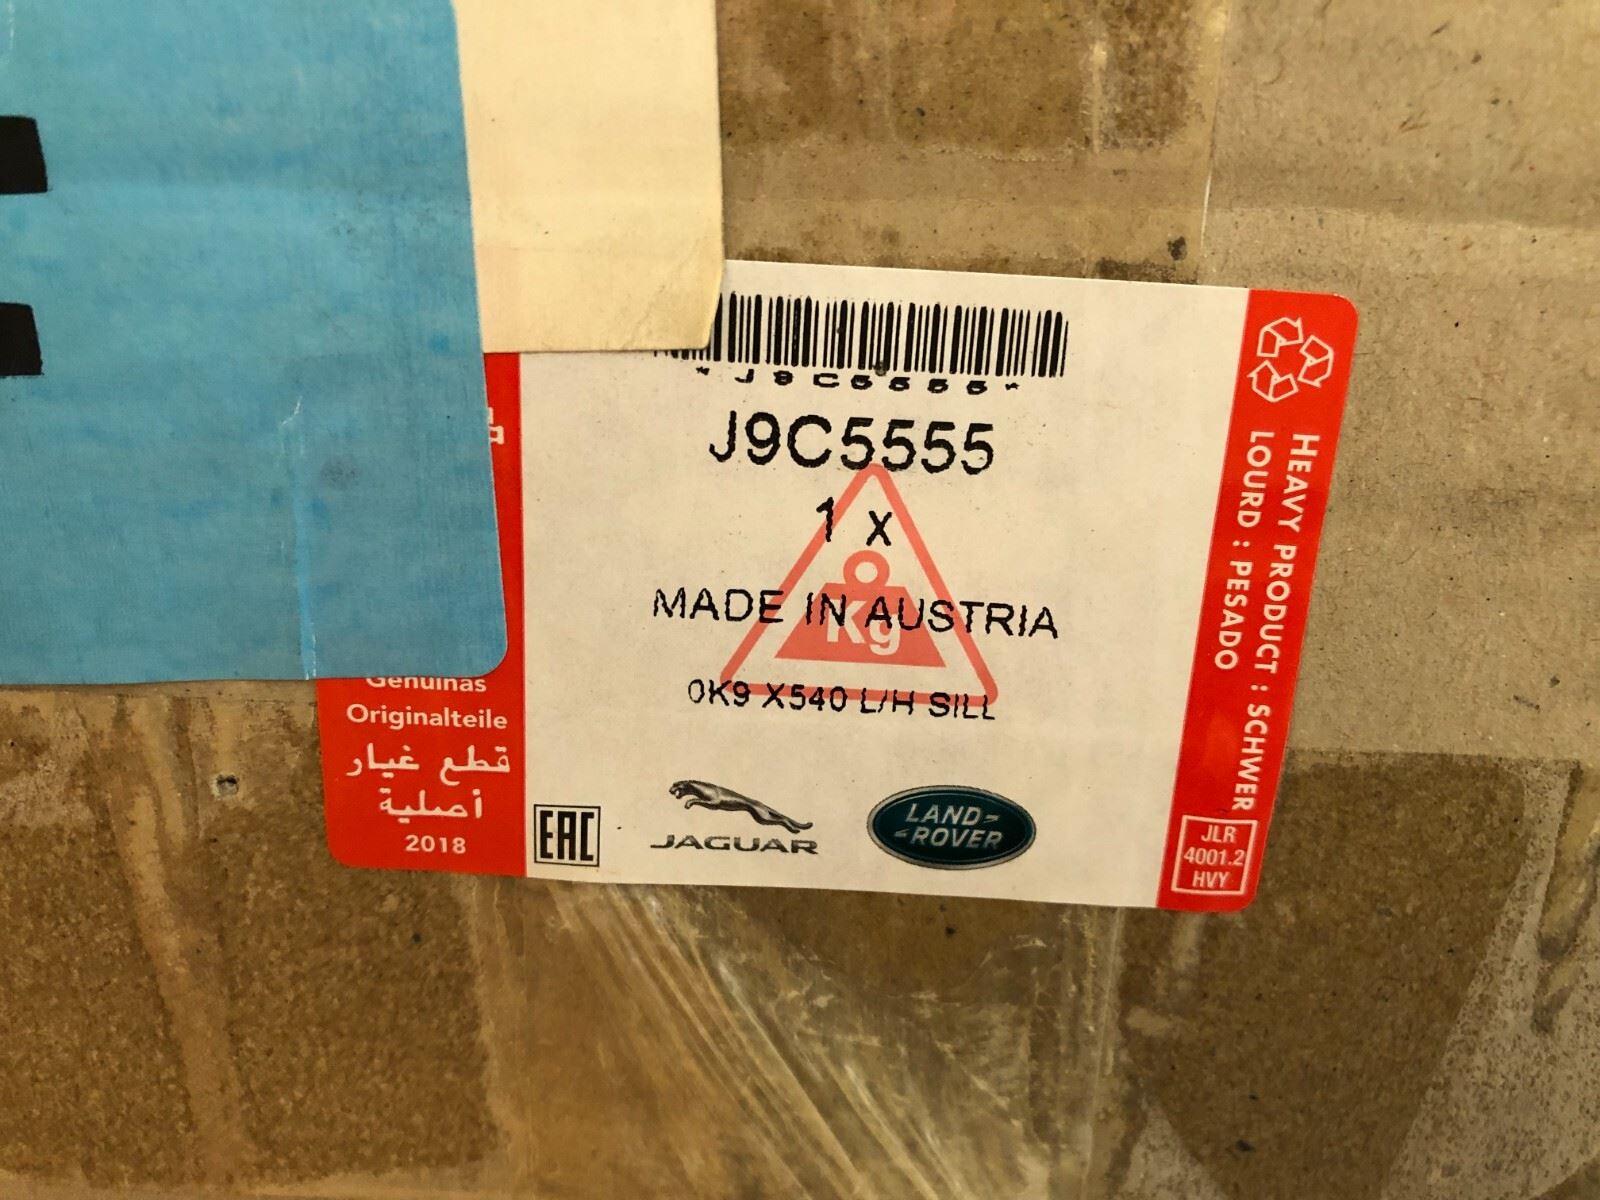 *J9C5555*
J9C5555
1 X
MADE IN AUSTRIA
0K9 X540 L/H SILL
Kg
Genuinas
Originalteile
قطع غيار
أصلية
2018
EAC
JAGUAR
LAND-
-ROVER
HEAVY PRODUCT : SCHWER
LOURD : PESADO
JLR
4001.2
HVY